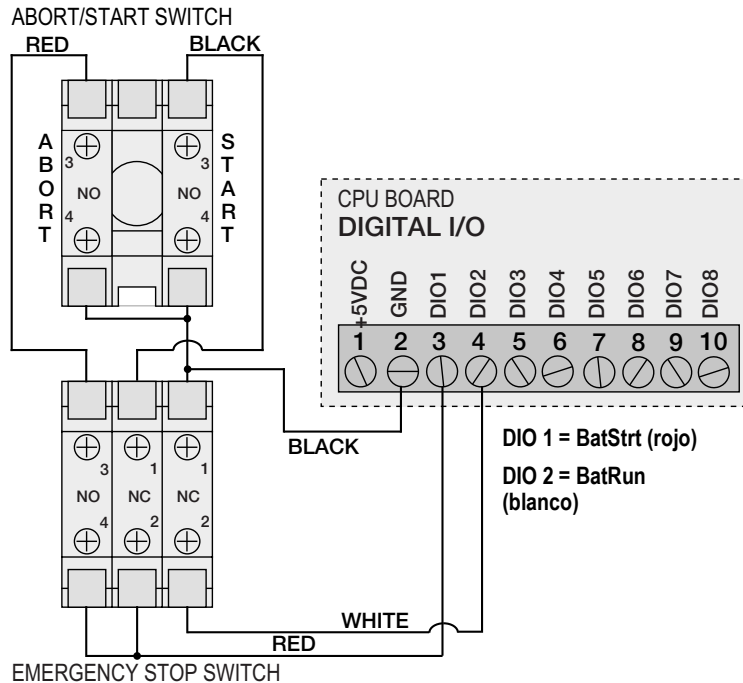 ABORT/START SWITCH
RED
BLACK
ABORT
START
3
NO
4
3
NO
4
CPU BOARD
DIGITAL I/O
+5VDC
GND
DIO1
DIO2
DIO3
DIO4
DIO5
DIO6
DIO7
DIO8
1 2 3 4 5 6 7 8 9 10
BLACK
DIO 1 = BatStrt (rojo)
DIO 2 = BatRun
(blanco)
3 1 1
NO NC NC
4 2 2
WHITE
RED
EMERGENCY STOP SWITCH